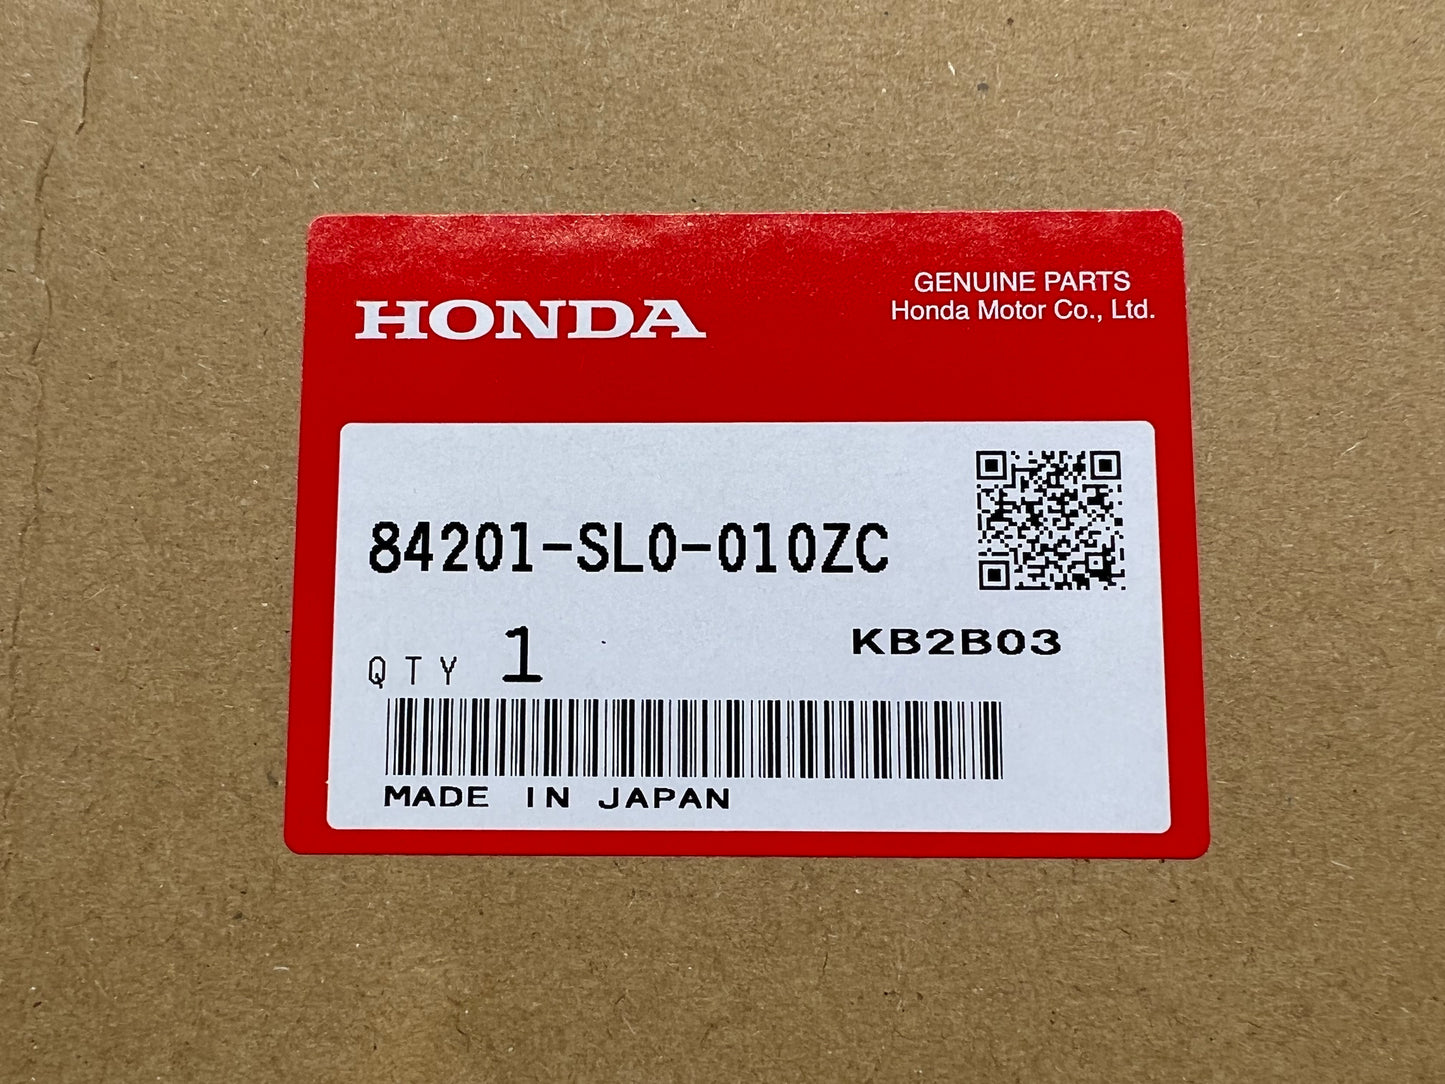 HONDA
GENUINE PARTS
Honda Motor Co., Ltd.
84201-SL0-010ZC
QTY 1
KB2B03
MADE IN JAPAN